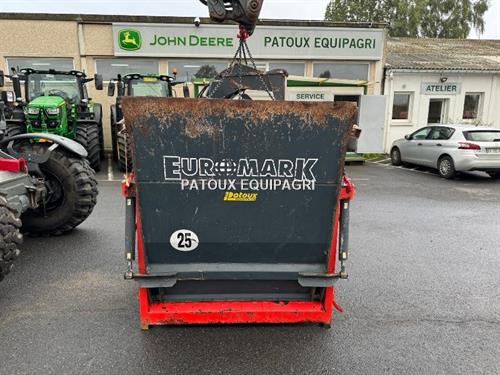 JOHN DEERE PATOUX EQUIPAGRI
SERVICE
ATELIER
EUROMARK
PATOUX EQUIPAGRI
Patoux
25